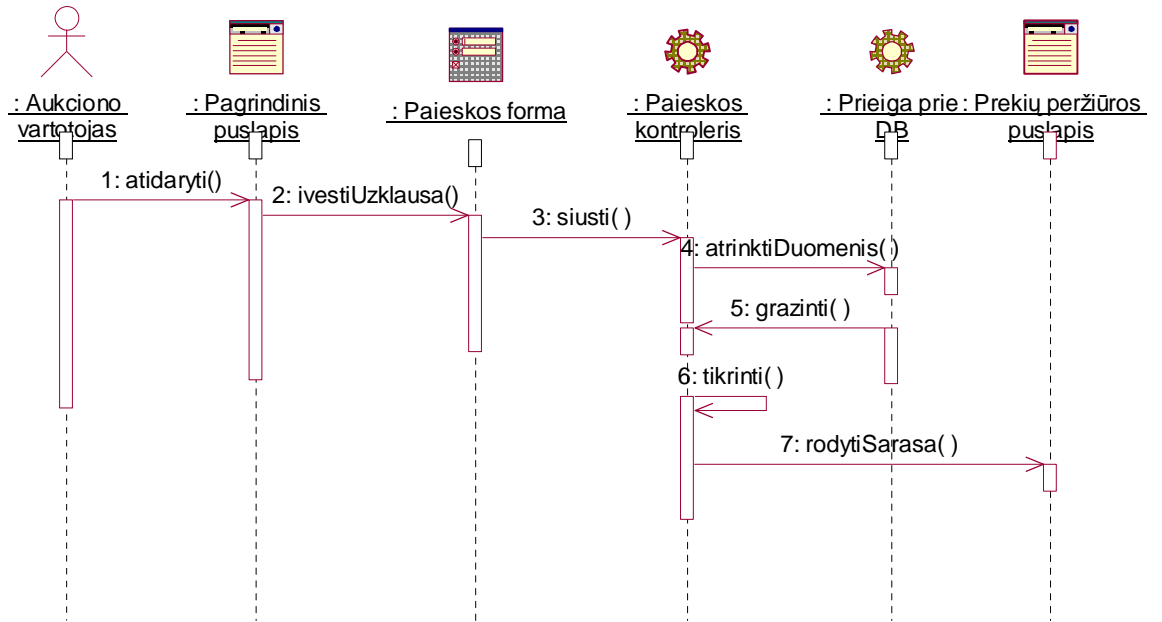 : Aukciono
vartotojas
: Pagrindinis
puslapis
: Paieskos forma
: Paieskos
kontroleris
: Prieiga prie
DB
: Prekių peržiūros
puslapis
1: atidaryti()
2: ivestiUzklausa()
3: siusti( )
4: atrinktiDuomenis( )
5: grazinti( )
6: tikrinti( )
7: rodytiSarasa( )